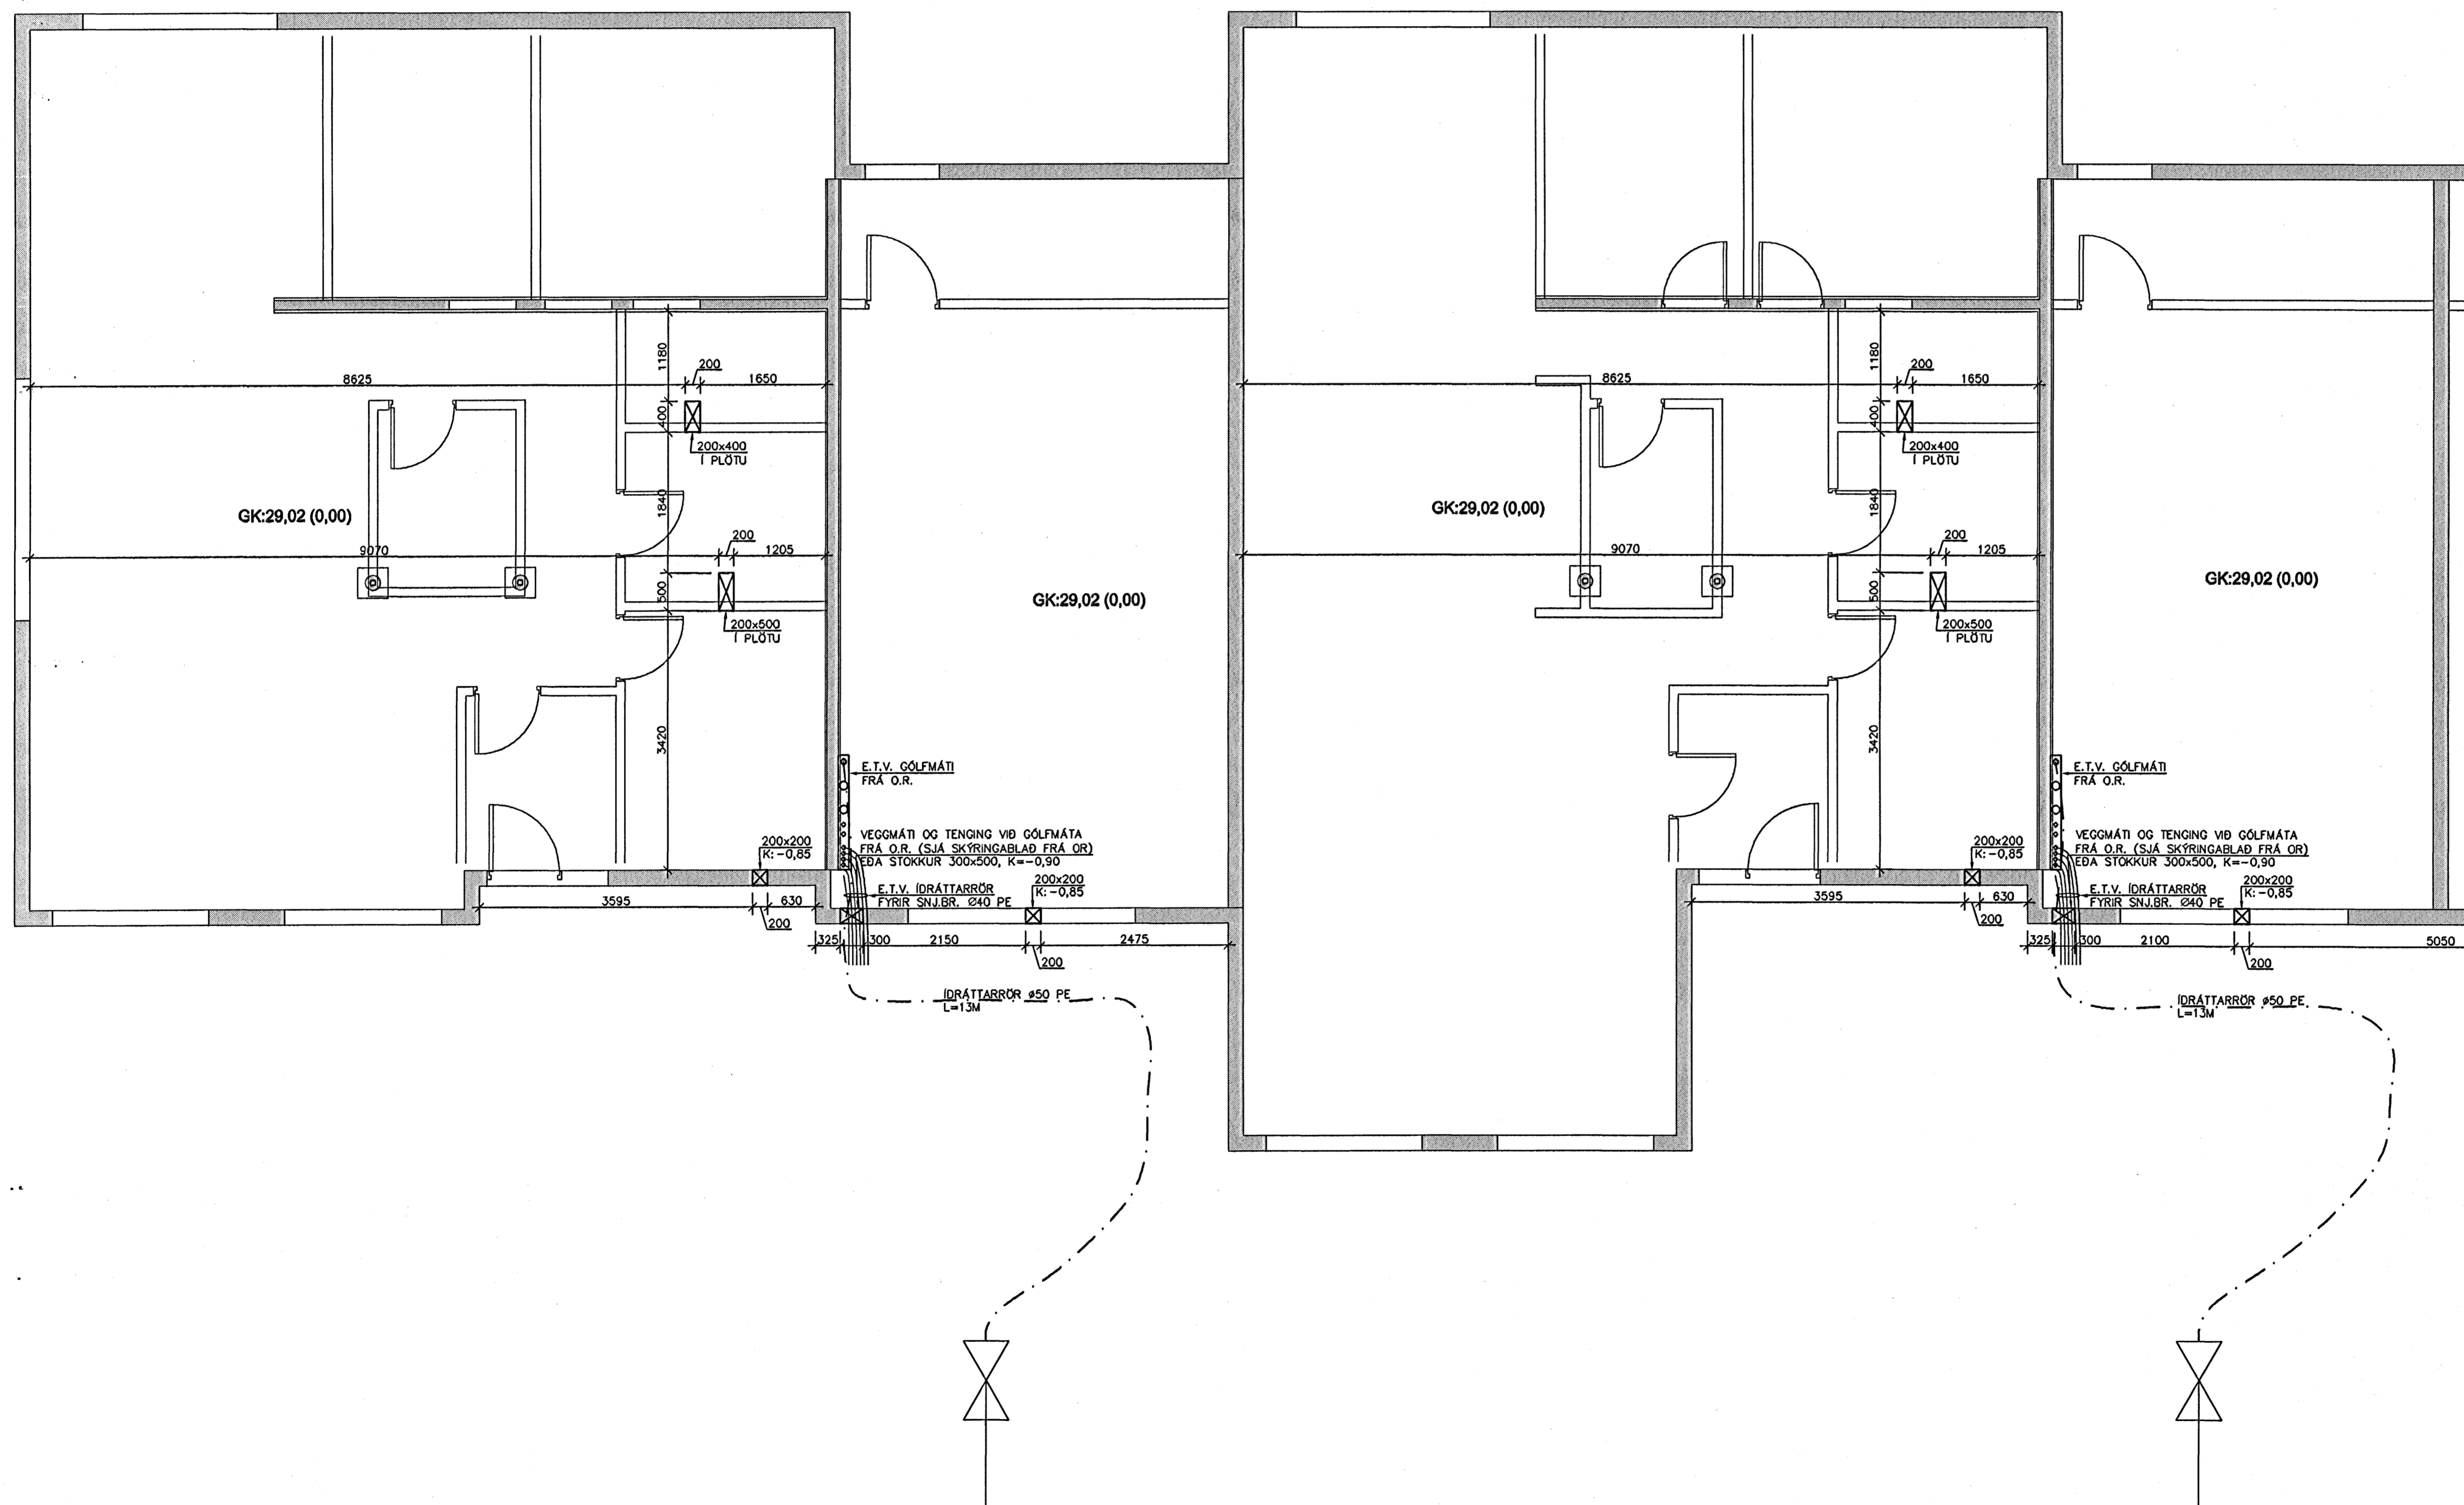 1180
200
8625
1650
400
200x400
Í PLÖTU
1840
GK:29,02 (0,00)
200
9070
1205
500
200x500
Í PLÖTU
GK:29,02 (0,00)
3420
E.T.V. GÓLFMÁTI
FRÁ O.R.
VEGGMÁTI OG TENGING VIÐ GÓLFMÁTA
FRÁ O.R. (SJÁ SKÝRINGABLAÐ FRÁ OR)
EÐA STOKKUR 300x500, K=-0,90
200x200
K:-0,85
E.T.V. ÍDRÁTTARRÖR
FYRIR SNJ.BR. Ø40 PE
200x200
K:-0,85
3595
630
200
325
300
2150
2475
200
ÍDRÁTTARRÖR ø50 PE
L=13M
1180
200
8625
1650
400
200x400
Í PLÖTU
1840
GK:29,02 (0,00)
200
9070
1205
500
200x500
Í PLÖTU
GK:29,02 (0,00)
3420
E.T.V. GÓLFMÁTI
FRÁ O.R.
VEGGMÁTI OG TENGING VIÐ GÓLFMÁTA
FRÁ O.R. (SJÁ SKÝRINGABLAÐ FRÁ OR)
EÐA STOKKUR 300x500, K=-0,90
200x200
K:-0,85
E.T.V. ÍDRÁTTARRÖR
FYRIR SNJ.BR. Ø40 PE
200x200
K:-0,85
3595
630
200
325
300
2100
5050
200
ÍDRÁTTARRÖR ø50 PE
L=13M